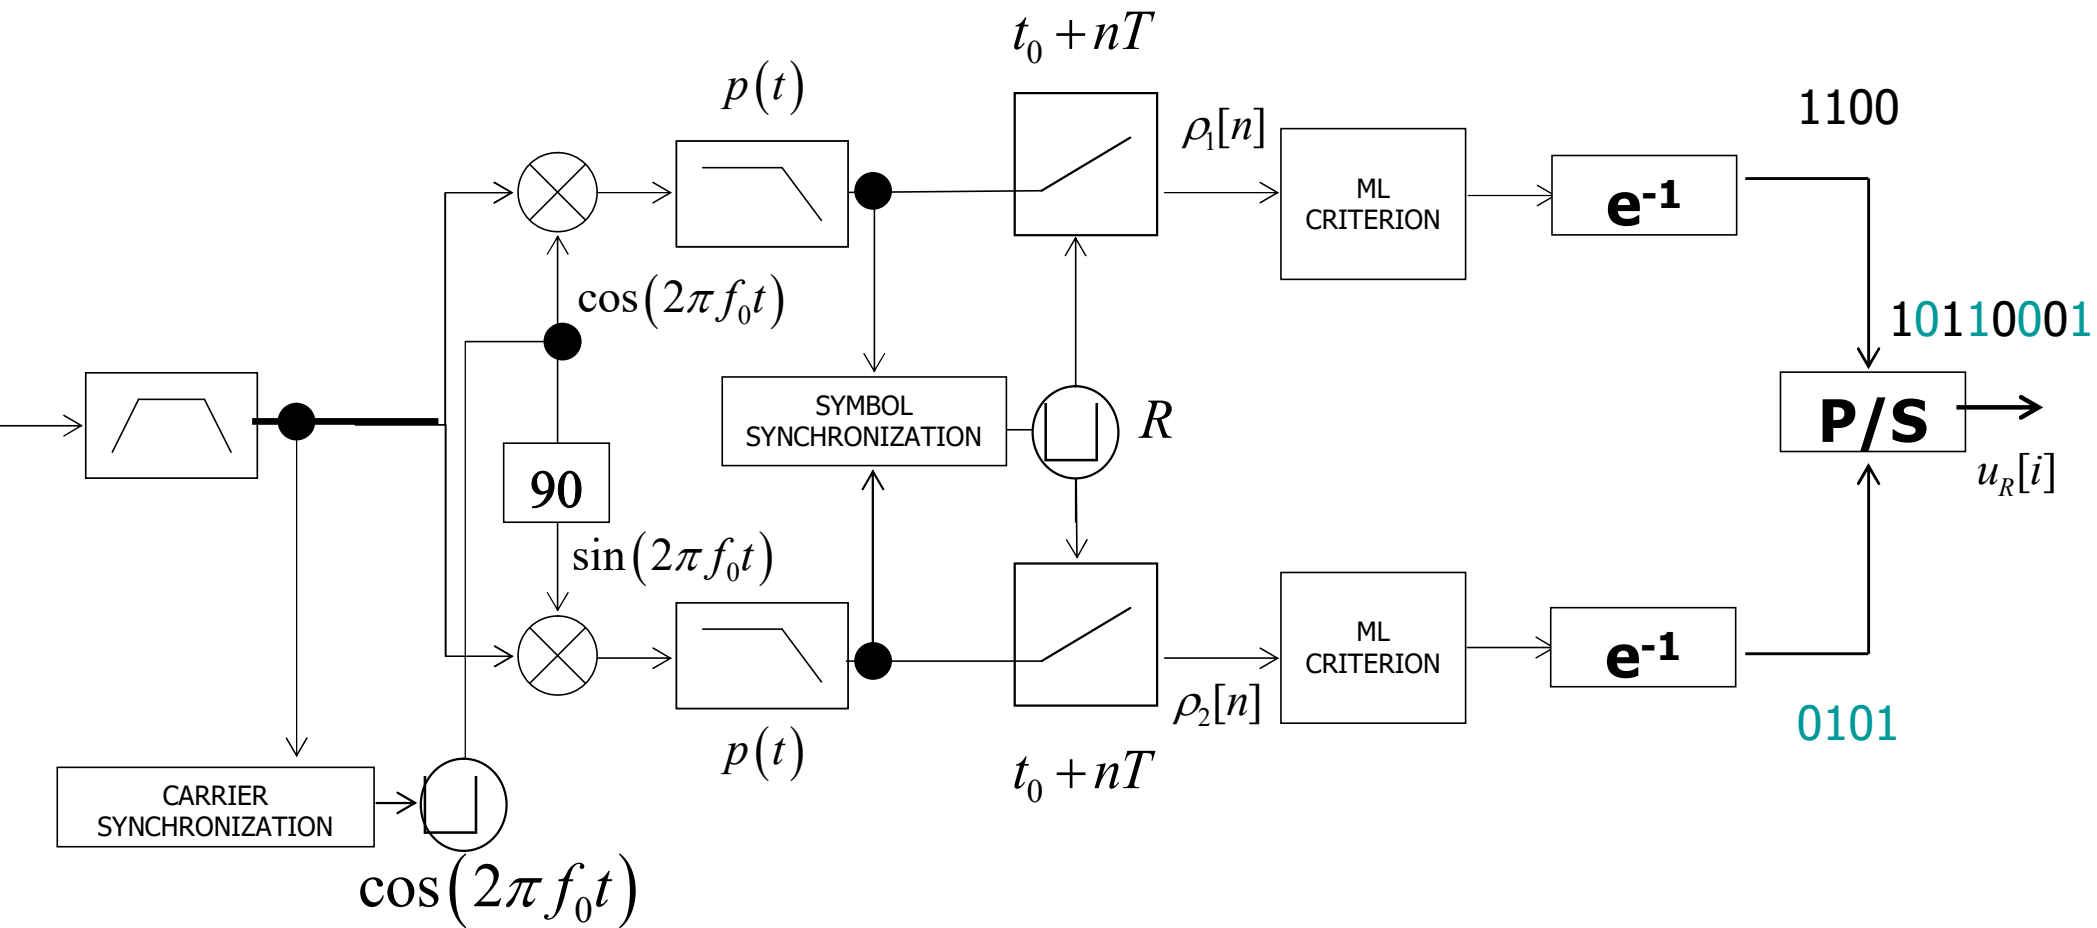 t₀ + nT
p(t)
1100
ρ₁[n]
ML
CRITERION
e⁻¹
cos(2πf₀t)
10110001
SYMBOL
SYNCHRONIZATION
R
P/S
u_R[i]
90
sin(2πf₀t)
ML
CRITERION
e⁻¹
ρ₂[n]
0101
p(t)
t₀ + nT
CARRIER
SYNCHRONIZATION
cos(2πf₀t)